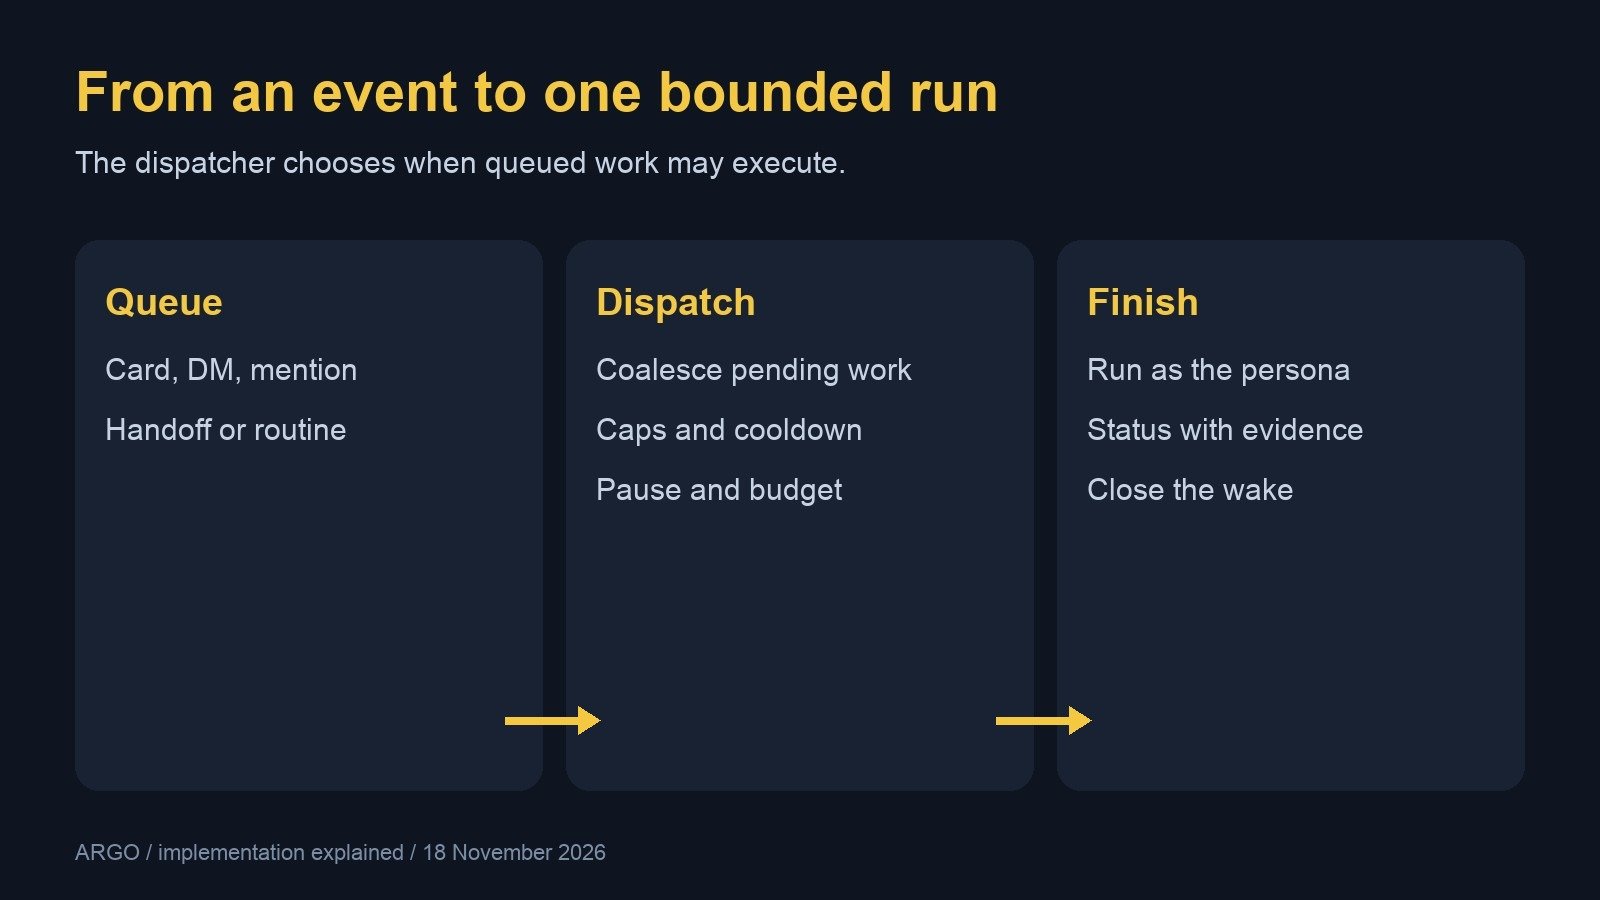 From an event to one bounded run
The dispatcher chooses when queued work may execute.
Queue
Card, DM, mention
Handoff or routine
Dispatch
Coalesce pending work
Caps and cooldown
Pause and budget
Finish
Run as the persona
Status with evidence
Close the wake
ARGO / implementation explained / 18 November 2026